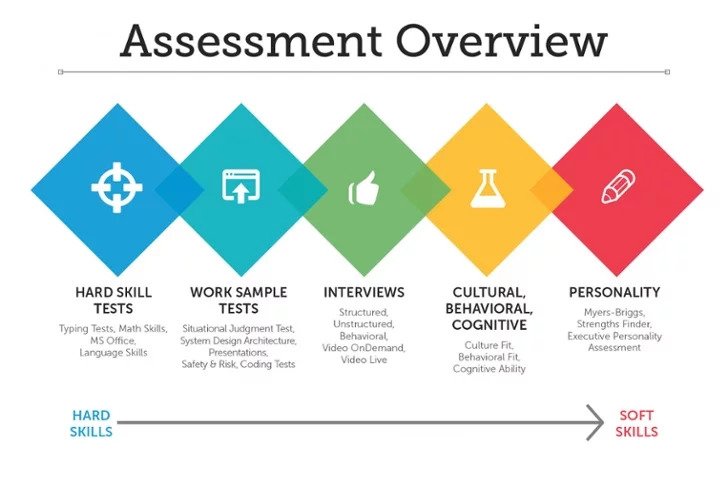 Assessment Overview
HARD SKILL
TESTS
Typing Tests, Math Skills,
MS Office,
Language Skills
WORK SAMPLE
TESTS
Situational Judgment Test,
System Design Architecture,
Presentations,
Safety & Risk, Coding Tests
INTERVIEWS
Structured,
Unstructured,
Behavioral,
Video OnDemand,
Video Live
CULTURAL,
BEHAVIORAL,
COGNITIVE
Culture Fit,
Behavioral Fit,
Cognitive Ability
PERSONALITY
Myers-Briggs,
Strengths Finder,
Executive Personality
Assessment
HARD
SKILLS
SOFT
SKILLS